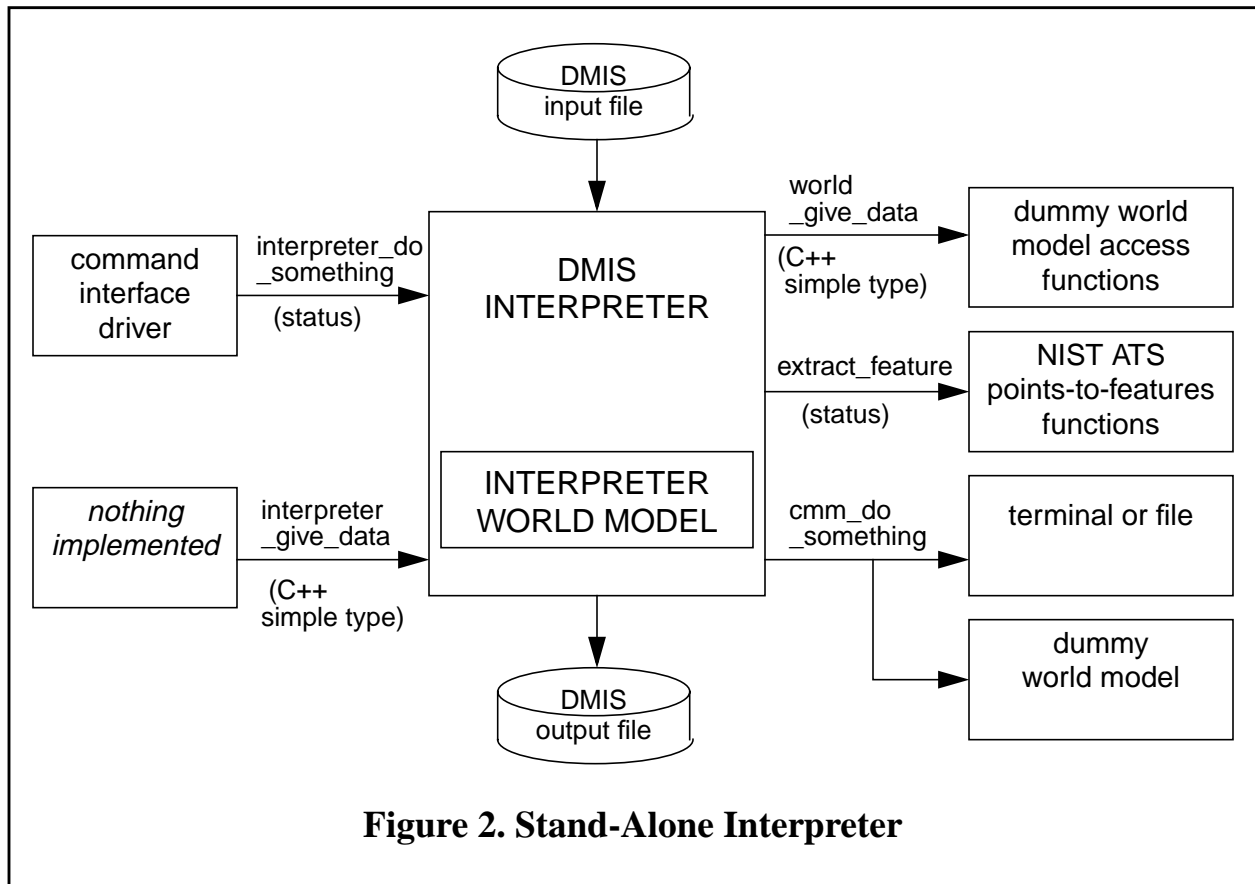 DMIS
input file
command
interface
driver
interpreter_do
_something
(status)
DMIS
INTERPRETER
world
_give_data
(C++
simple type)
dummy world
model access
functions
extract_feature
(status)
NIST ATS
points-to-features
functions
nothing
implemented
interpreter
_give_data
(C++
simple type)
INTERPRETER
WORLD MODEL
cmm_do
_something
terminal or file
dummy
world model
DMIS
output file
Figure 2. Stand-Alone Interpreter